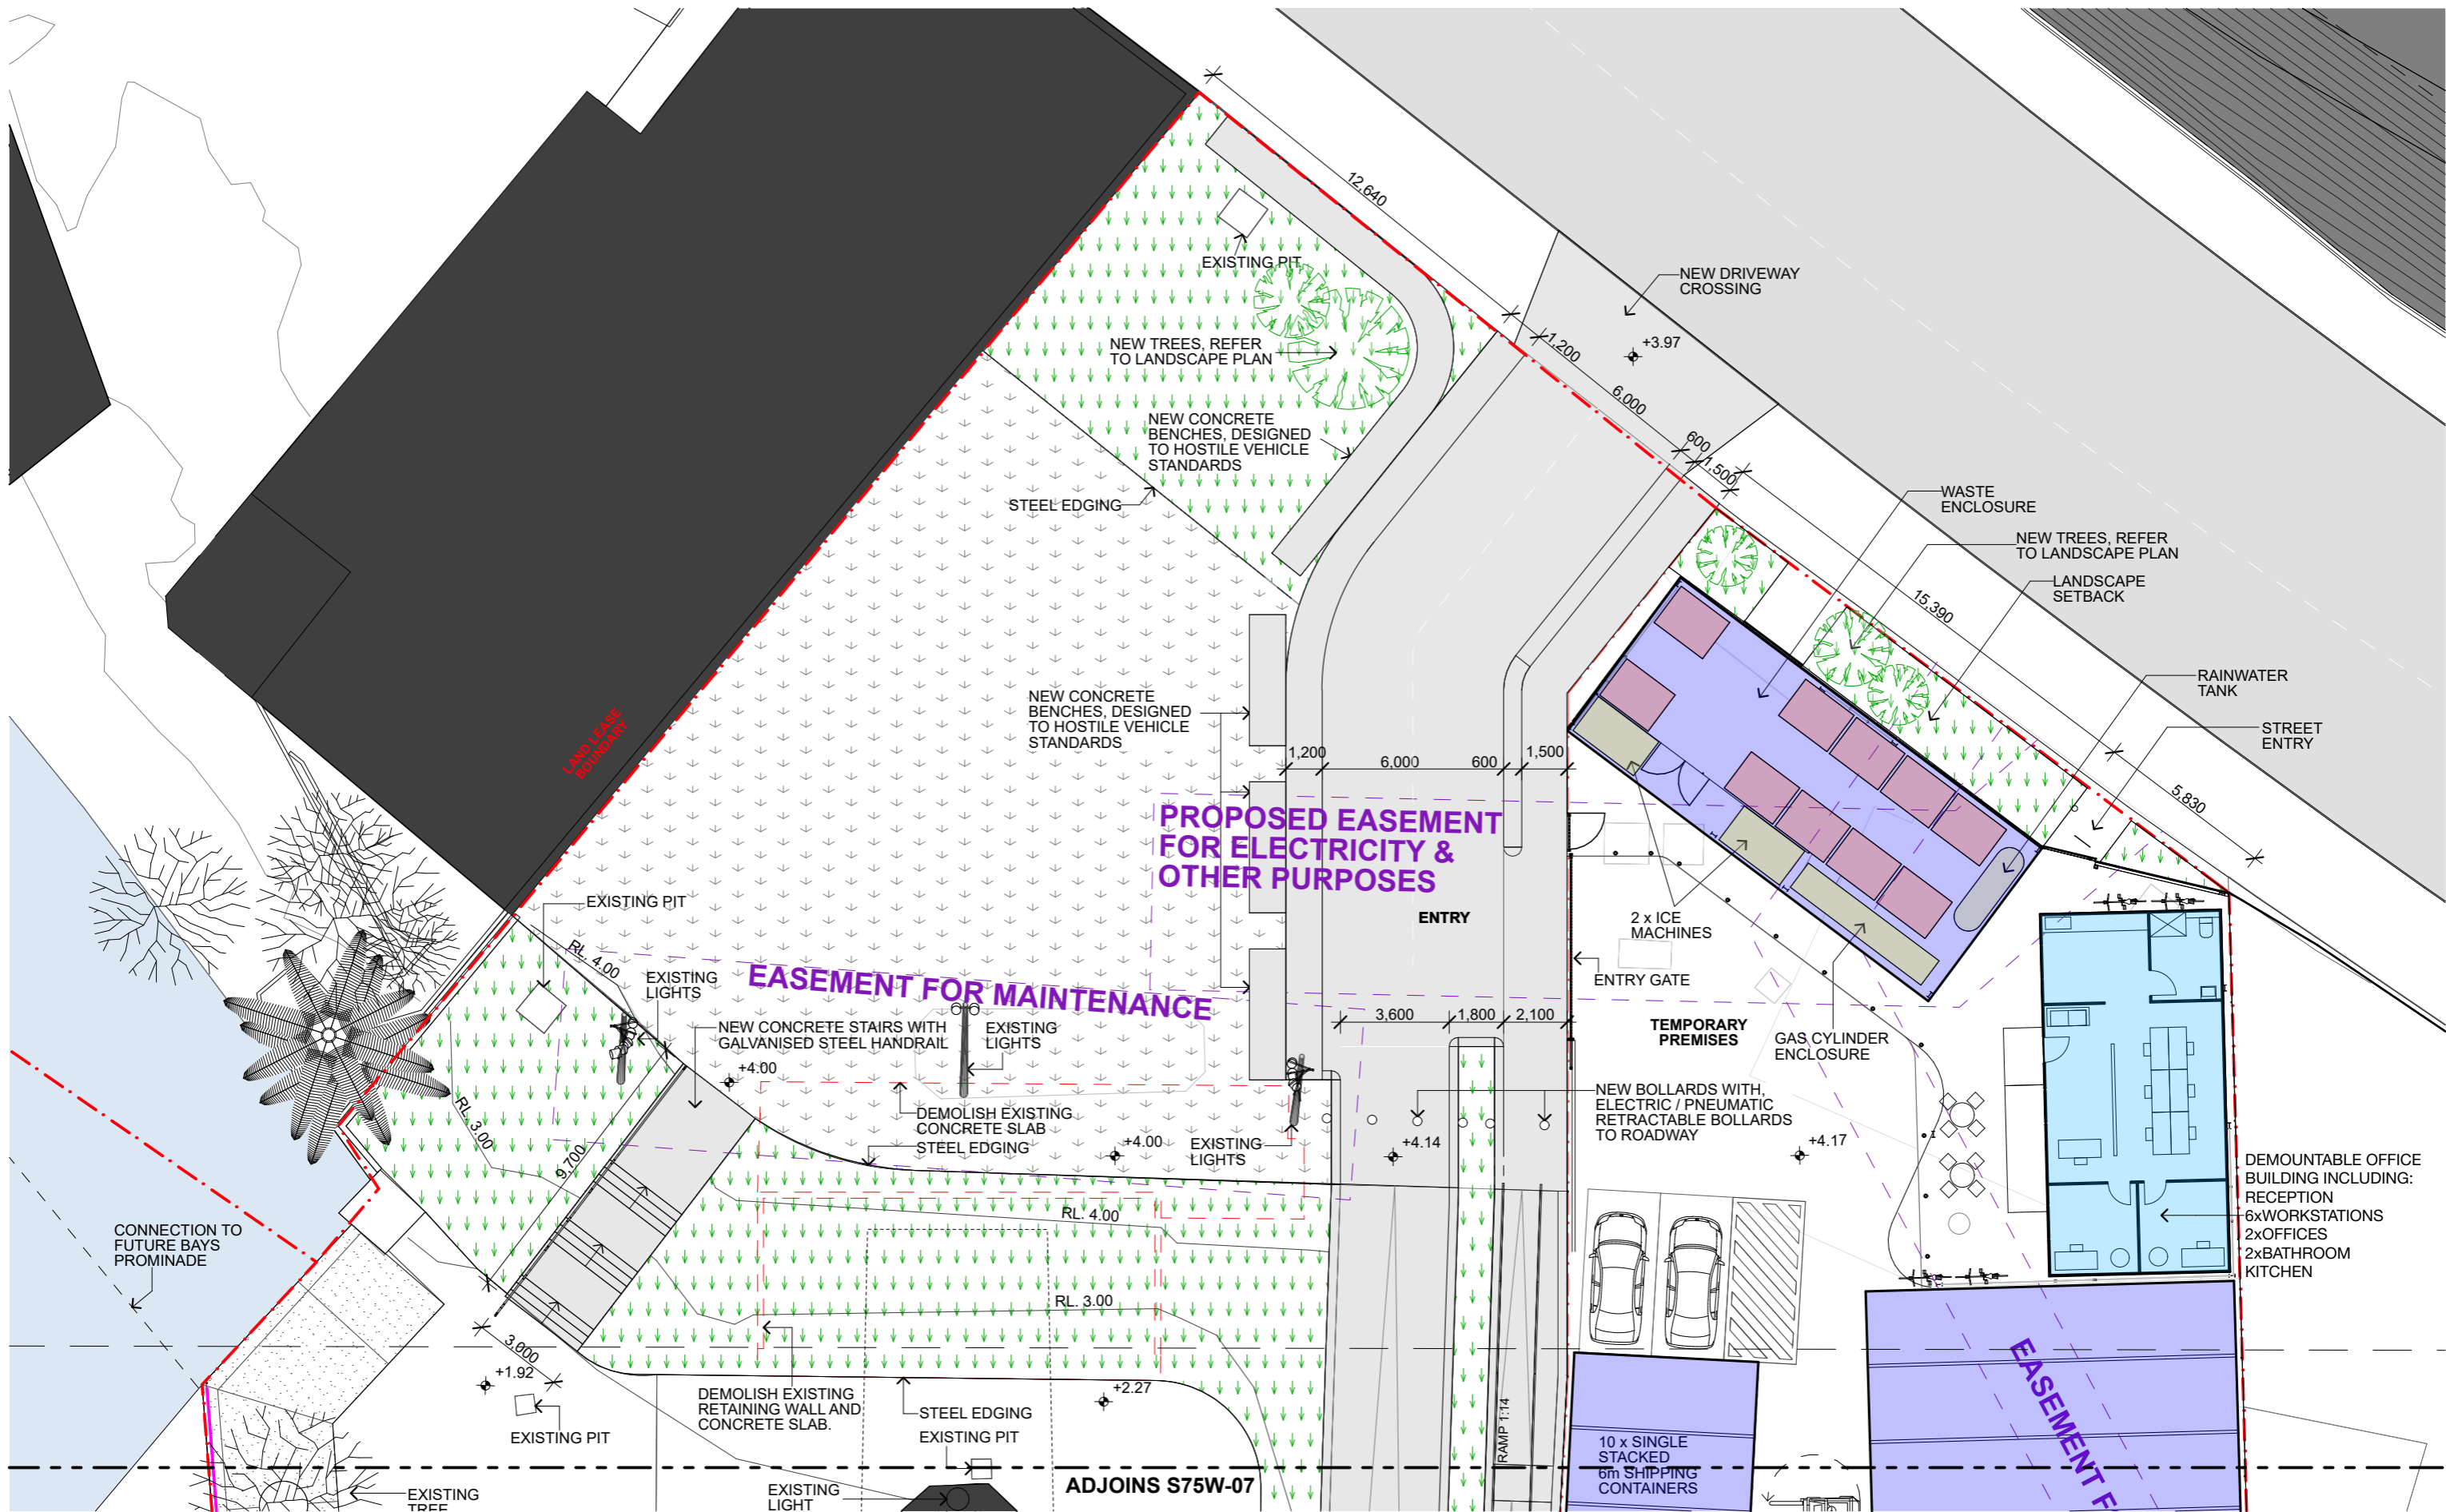 12,640
EXISTING PIT
NEW DRIVEWAY
CROSSING
+3.97
NEW TREES, REFER
TO LANDSCAPE PLAN
1,200
6,000
600
1,500
NEW CONCRETE
BENCHES, DESIGNED
TO HOSTILE VEHICLE
STANDARDS
STEEL EDGING
WASTE
ENCLOSURE
NEW TREES, REFER
TO LANDSCAPE PLAN
LANDSCAPE
SETBACK
15,390
RAINWATER
TANK
STREET
ENTRY
5,830
LAND LEASE
BOUNDARY
NEW CONCRETE
BENCHES, DESIGNED
TO HOSTILE VEHICLE
STANDARDS
1,200
6,000
600
1,500
PROPOSED EASEMENT
FOR ELECTRICITY &
OTHER PURPOSES
ENTRY
2 x ICE
MACHINES
ENTRY GATE
EXISTING PIT
RL. 4.00
EXISTING
LIGHTS
EASEMENT FOR MAINTENANCE
NEW CONCRETE STAIRS WITH
GALVANISED STEEL HANDRAIL
EXISTING
LIGHTS
3,600
1,800
2,100
TEMPORARY
PREMISES
GAS CYLINDER
ENCLOSURE
+4.00
DEMOLISH EXISTING
CONCRETE SLAB
STEEL EDGING
+4.00
EXISTING
LIGHTS
+4.14
NEW BOLLARDS WITH,
ELECTRIC / PNEUMATIC
RETRACTABLE BOLLARDS
TO ROADWAY
+4.17
RL. 3.00
9,700
DEMOUNTABLE OFFICE
BUILDING INCLUDING:
RECEPTION
6xWORKSTATIONS
2xOFFICES
2xBATHROOM
KITCHEN
CONNECTION TO
FUTURE BAYS
PROMINADE
RL. 4.00
RL. 3.00
3,000
+1.92
EXISTING PIT
DEMOLISH EXISTING
RETAINING WALL AND
CONCRETE SLAB.
STEEL EDGING
EXISTING PIT
+2.27
RAMP 1:14
10 x SINGLE
STACKED
6m SHIPPING
CONTAINERS
EASEMENT F
ADJOINS S75W-07
EXISTING
TREE
EXISTING
LIGHT